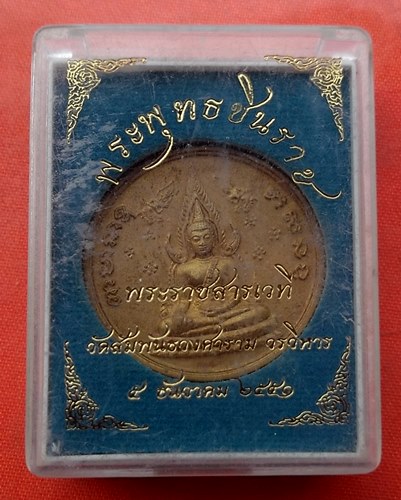 พระพุทธชินราช
พระราชสารเวที
วัดสัมพันธวงศาราม วรวิหาร
๕ ธันวาคม ๒๕๕๑